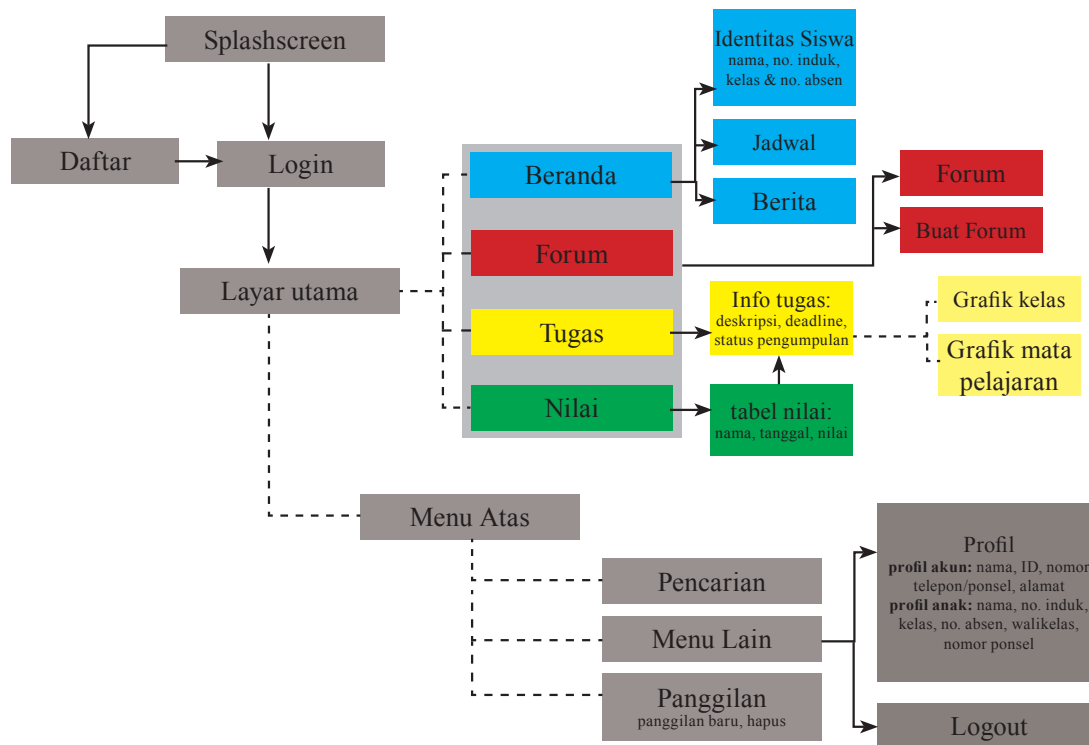 Splashscreen
Daftar
Login
Layar utama
Beranda
Forum
Tugas
Nilai
Identitas Siswa
nama, no. induk,
kelas & no. absen
Jadwal
Berita
Forum
Buat Forum
Info tugas:
deskripsi, deadline,
status pengumpulan
Grafik kelas
Grafik mata
pelajaran
tabel nilai:
nama, tanggal, nilai
Menu Atas
Pencarian
Menu Lain
Panggilan
panggilan baru, hapus
Profil
profil akun: nama, ID, nomor
telepon/ponsel, alamat
profil anak: nama, no. induk,
kelas, no. absen, walikelas,
nomor ponsel
Logout